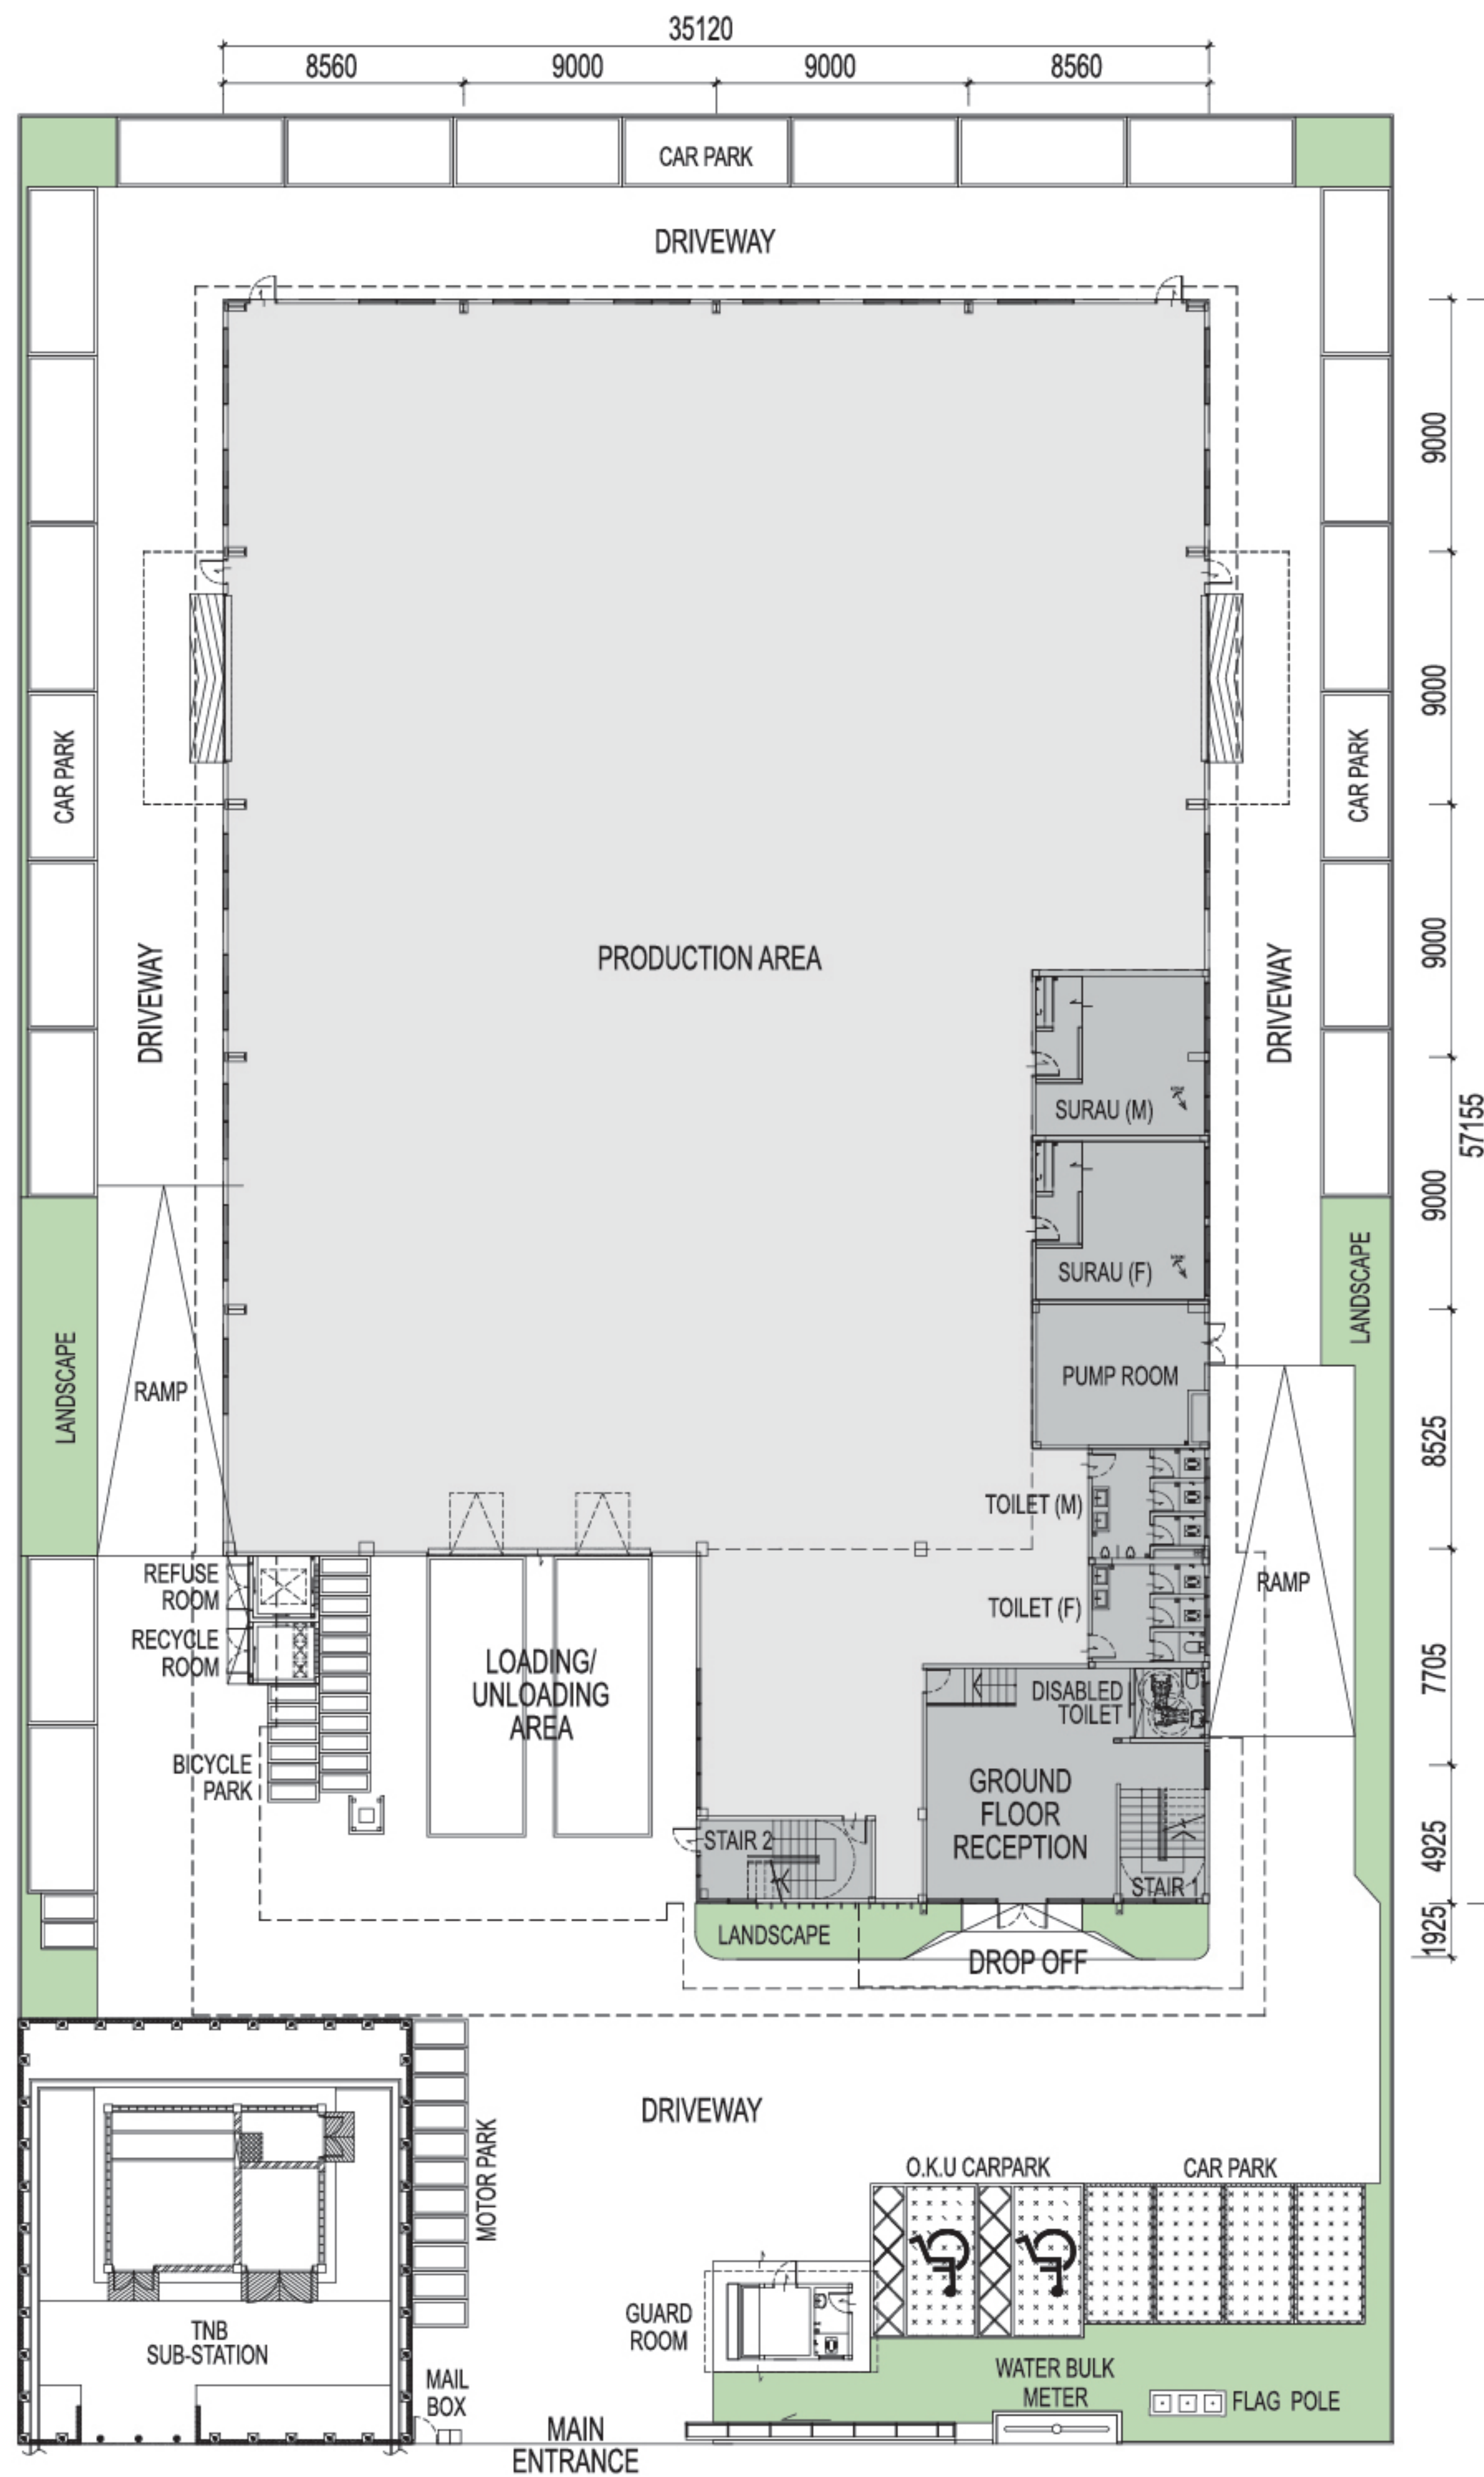 35120
8560
9000
9000
8560
CAR PARK
DRIVEWAY
9000
9000
CAR PARK
CAR PARK
9000
DRIVEWAY
PRODUCTION AREA
DRIVEWAY
SURAU (M)
57155
9000
SURAU (F)
LANDSCAPE
LANDSCAPE
RAMP
PUMP ROOM
8525
TOILET (M)
REFUSE
ROOM
RAMP
TOILET (F)
RECYCLE
ROOM
LOADING/
UNLOADING
AREA
7705
DISABLED
TOILET
BICYCLE
PARK
GROUND
FLOOR
RECEPTION
STAIR 2
4925
STAIR 1
LANDSCAPE
1925
DROP OFF
DRIVEWAY
MOTOR PARK
O.K.U CARPARK
CAR PARK
GUARD
ROOM
TNB
SUB-STATION
WATER BULK
METER
MAIL
BOX
FLAG POLE
MAIN
ENTRANCE